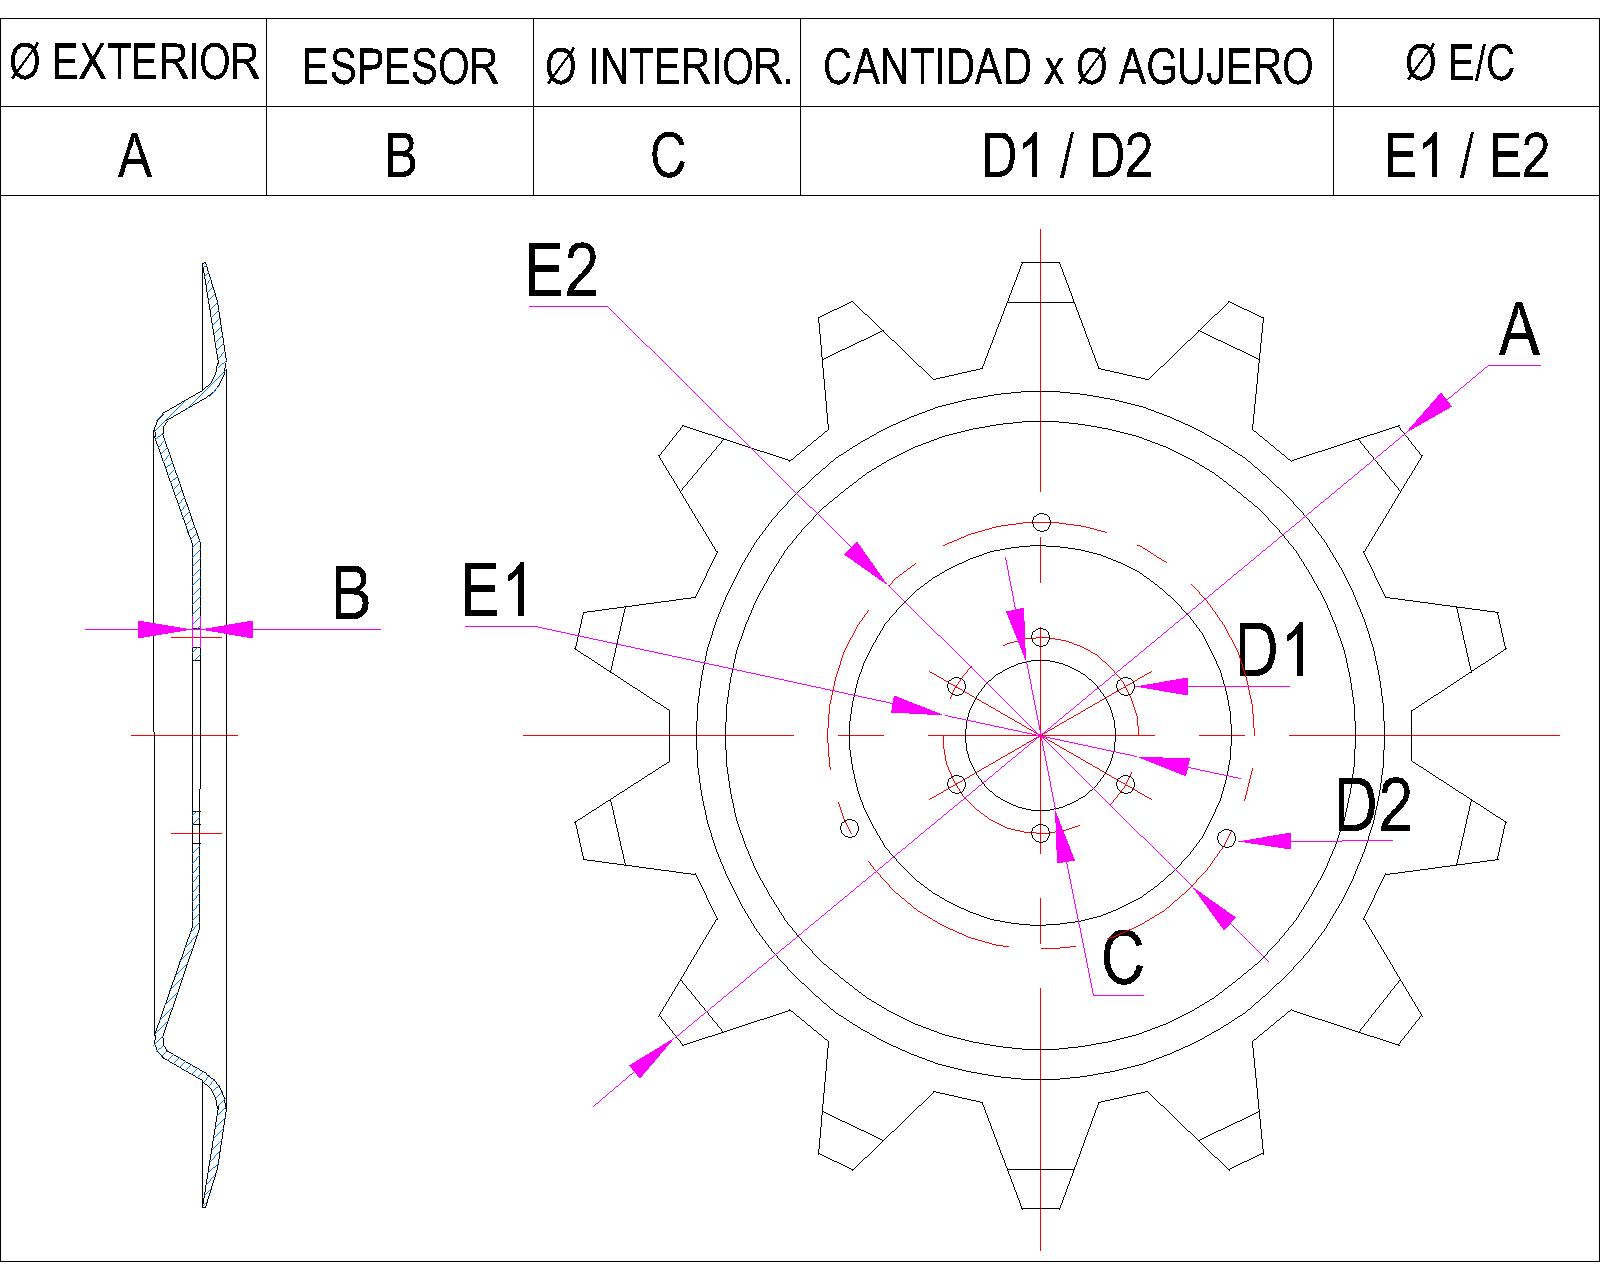 Ø EXTERIOR ESPESOR Ø INTERIOR. CANTIDAD x Ø AGUJERO Ø E/C
A B C D1 / D2 E1 / E2
E2
A
B
E1
D1
D2
C